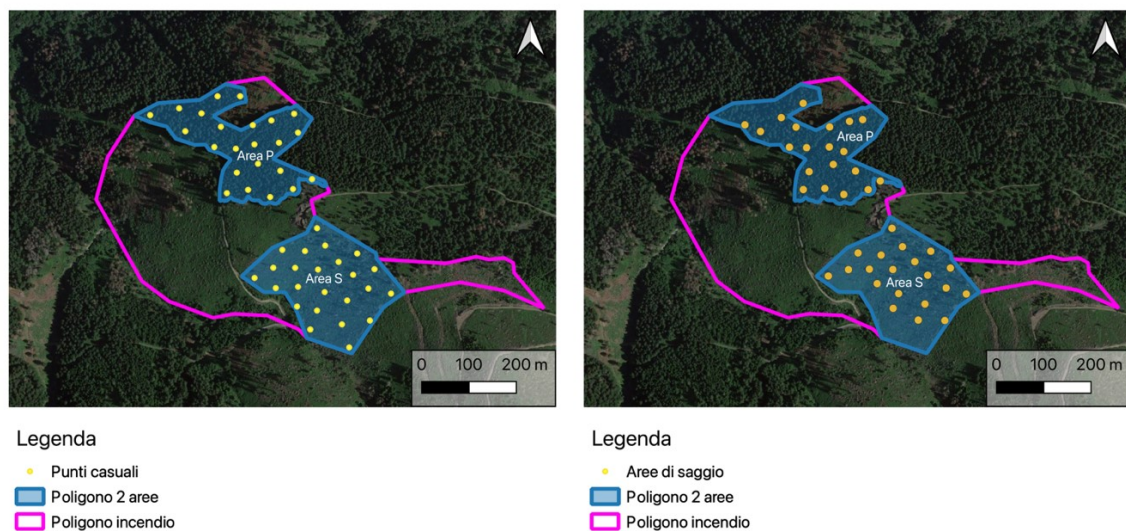 Area P
Area S
0 100 200 m
Legenda
Punti casuali
Poligono 2 aree
Poligono incendio
Area P
Area S
0 100 200 m
Legenda
Aree di saggio
Poligono 2 aree
Poligono incendio